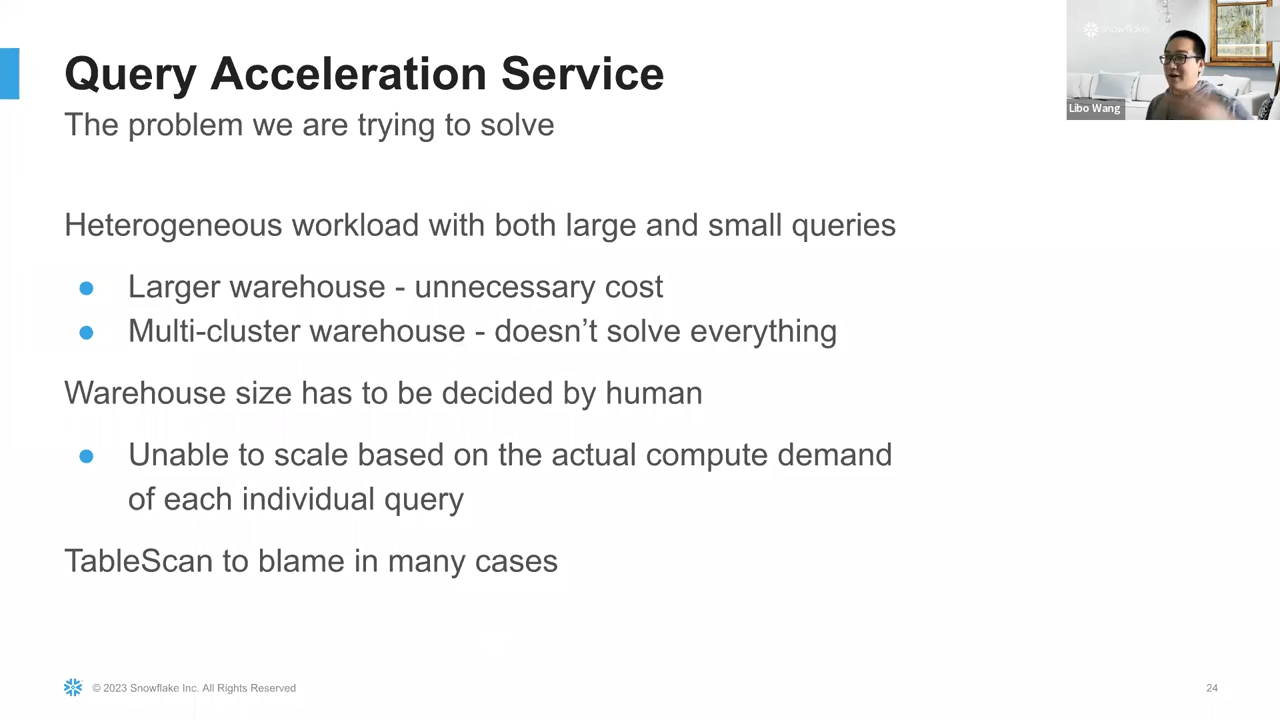 Query Acceleration Service
The problem we are trying to solve
Heterogeneous workload with both large and small queries
● Larger warehouse - unnecessary cost
● Multi-cluster warehouse - doesn’t solve everything
Warehouse size has to be decided by human
● Unable to scale based on the actual compute demand
of each individual query
TableScan to blame in many cases
© 2023 Snowflake Inc. All Rights Reserved
24
snowflake
Libo Wang